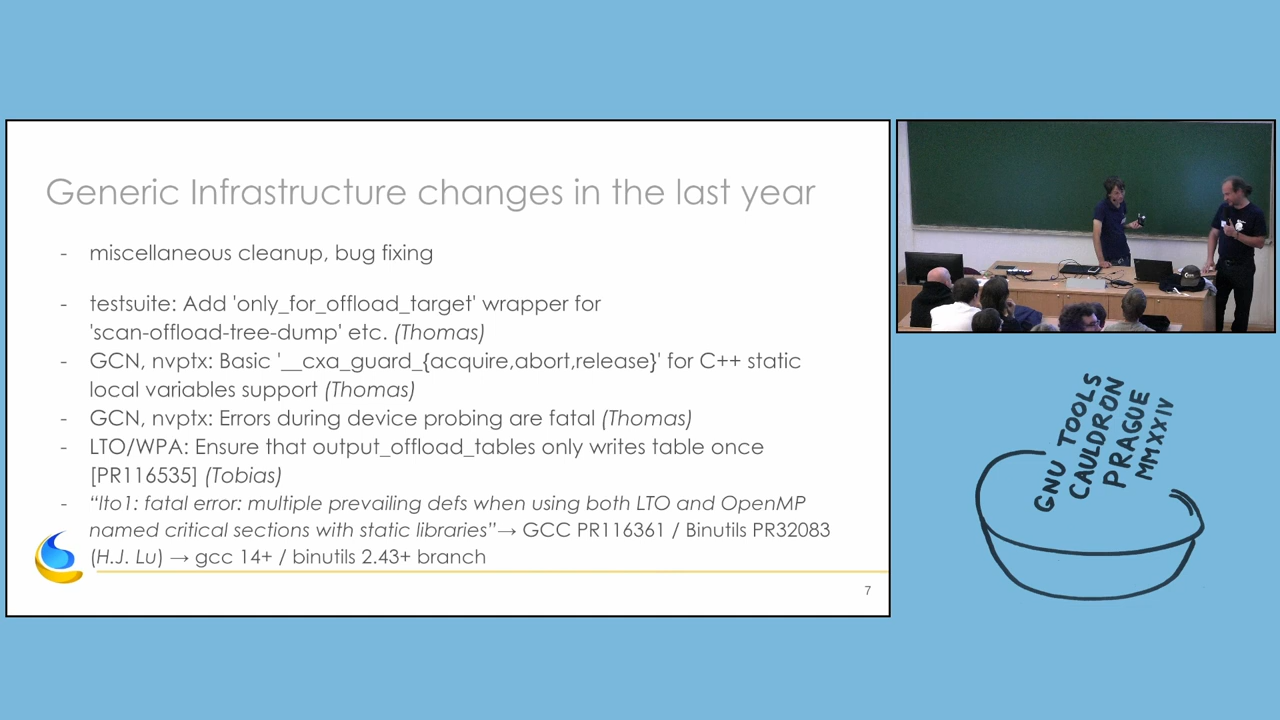 Generic Infrastructure changes in the last year
- miscellaneous cleanup, bug fixing
- testsuite: Add 'only_for_offload_target' wrapper for
'scan-offload-tree-dump' etc. (Thomas)
- GCN, nvptx: Basic '__cxa_guard_{acquire,abort,release}' for C++ static
local variables support (Thomas)
- GCN, nvptx: Errors during device probing are fatal (Thomas)
- LTO/WPA: Ensure that output_offload_tables only writes table once
[PR116535] (Tobias)
- “lto1: fatal error: multiple prevailing defs when using both LTO and OpenMP
named critical sections with static libraries”→ GCC PR116361 / Binutils PR32083
(H.J. Lu) → gcc 14+ / binutils 2.43+ branch
7
GNU TOOLS
CAULDRON
PRAGUE
MMXXIV